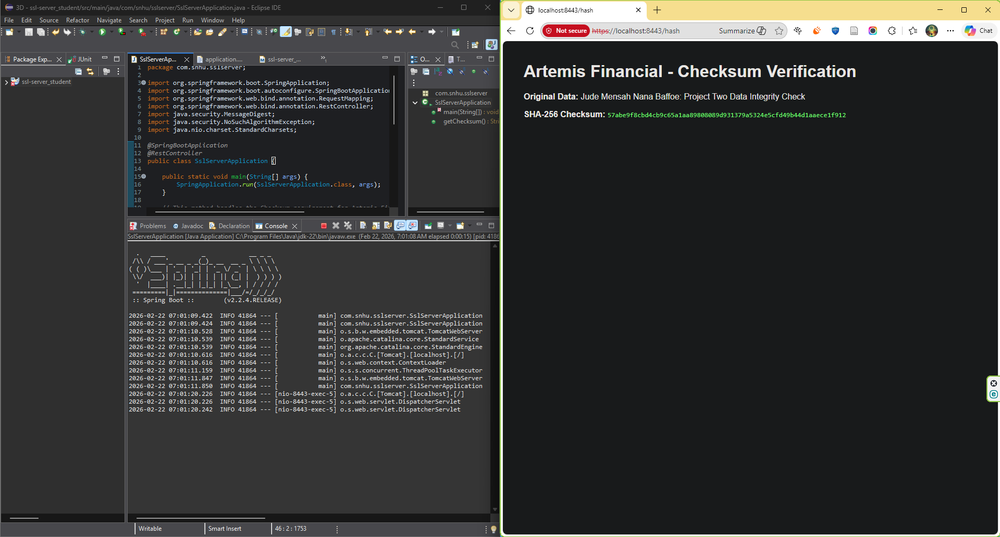 3D - ssl-server_student/src/main/java/com/snhu/sslserver/SslServerApplication.java - Eclipse IDE
File Edit Source Refactor Navigate Search Project Run Window Help
Package Exp... JUnit
ssl-server_student
SslServerAp... application.... ssl-server_... »1
1 package com.snhu.sslserver;
2
3 import org.springframework.boot.SpringApplication;
4 import org.springframework.boot.autoconfigure.SpringBootApplication
5 import org.springframework.web.bind.annotation.RequestMapping;
6 import org.springframework.web.bind.annotation.RestController;
7 import java.security.MessageDigest;
8 import java.security.NoSuchAlgorithmException;
9 import java.nio.charset.StandardCharsets;
10
11 @SpringBootApplication
12 @RestController
13 public class SslServerApplication {
14
15 public static void main(String[] args) {
16 SpringApplication.run(SslServerApplication.class, args);
17 }
18
O... T...
com.snhu.sslserver
SslServerApplication
main(String[]) : void
getChecksum() : Stri
Problems Javadoc Declaration Console
SslServerApplication [Java Application] C:\Program Files\Java\jdk-22\bin\javaw.exe (Feb 22, 2026, 7:01:08 AM elapsed 0:00:15) [pid: 4186
Spring
:: Spring Boot :: (v2.2.4.RELEASE)
2026-02-22 07:01:09.422 INFO 41864 --- [ main] com.snhu.sslserver.SslServerApplication
2026-02-22 07:01:09.424 INFO 41864 --- [ main] com.snhu.sslserver.SslServerApplication
2026-02-22 07:01:10.528 INFO 41864 --- [ main] o.s.b.w.embedded.tomcat.TomcatWebServer
2026-02-22 07:01:10.539 INFO 41864 --- [ main] o.apache.catalina.core.StandardService
2026-02-22 07:01:10.539 INFO 41864 --- [ main] org.apache.catalina.core.StandardEngine
2026-02-22 07:01:10.616 INFO 41864 --- [ main] o.a.c.c.C.[Tomcat].[localhost].[/]
2026-02-22 07:01:10.616 INFO 41864 --- [ main] o.s.web.context.ContextLoader
2026-02-22 07:01:11.159 INFO 41864 --- [ main] o.s.s.concurrent.ThreadPoolTaskExecutor
2026-02-22 07:01:11.847 INFO 41864 --- [ main] o.s.b.w.embedded.tomcat.TomcatWebServer
2026-02-22 07:01:11.850 INFO 41864 --- [ main] com.snhu.sslserver.SslServerApplication
2026-02-22 07:01:20.226 INFO 41864 --- [nio-8443-exec-5] o.a.c.c.C.[Tomcat].[localhost].[/]
2026-02-22 07:01:20.226 INFO 41864 --- [nio-8443-exec-5] o.s.web.servlet.DispatcherServlet
2026-02-22 07:01:20.242 INFO 41864 --- [nio-8443-exec-5] o.s.web.servlet.DispatcherServlet
Writable Smart Insert 46 : 2 : 1753
localhost:8443/hash
Not secure https://localhost:8443/hash Summarize Chat
Artemis Financial - Checksum Verification
Original Data: Jude Mensah Nana Baffoe: Project Two Data Integrity Check
SHA-256 Checksum: 57abe9f8cbd4cb9c65a1aa89808089d931379a5324e5cfd49b44d1aaece1f912